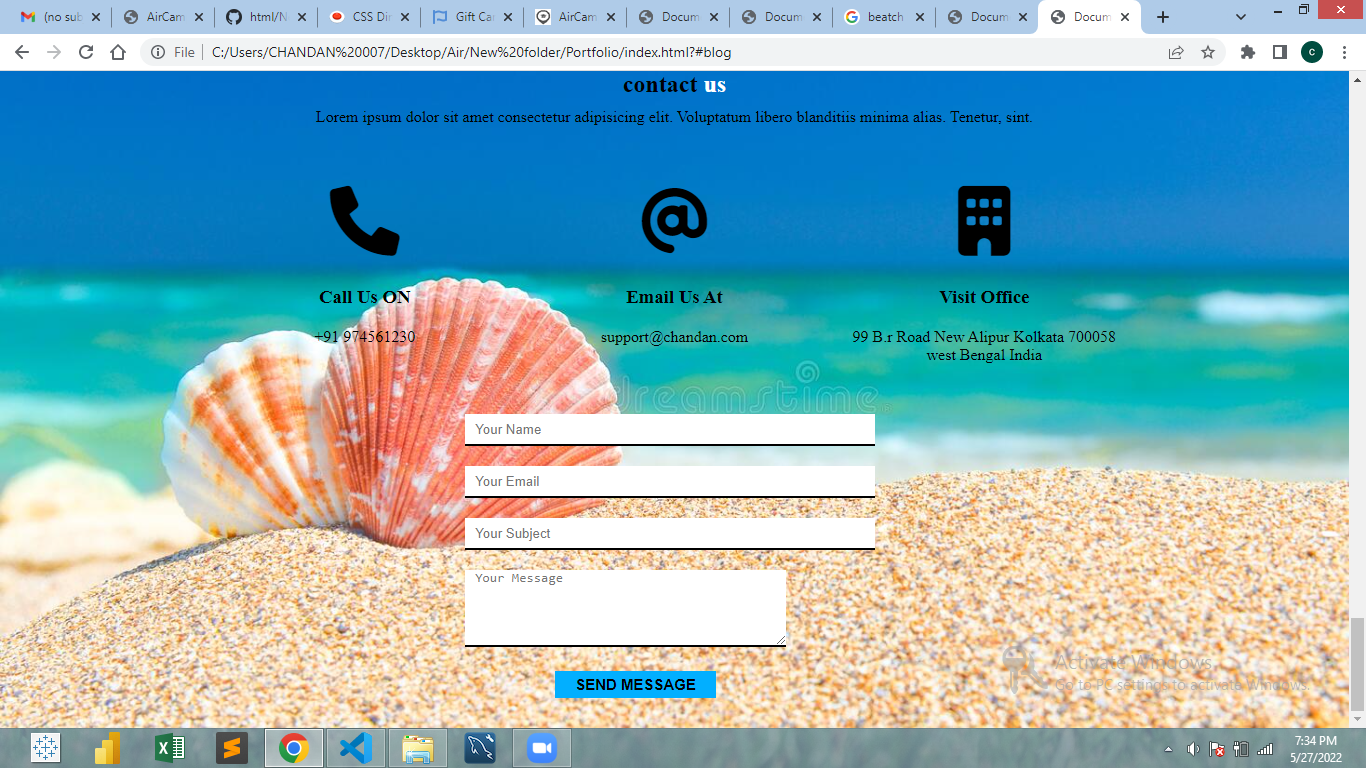 (no sub
AirCam
html/Ni
CSS Dir
Gift Car
AirCam
Docum
Docum
beatch
Docum
Docum
File
C:/Users/CHANDAN%20007/Desktop/Air/New%20folder/Portfolio/index.html?#blog
c
contact us
Lorem ipsum dolor sit amet consectetur adipisicing elit. Voluptatum libero blanditiis minima alias. Tenetur, sint.
Call Us ON
Email Us At
Visit Office
+91 974561230
support@chandan.com
99 B.r Road New Alipur Kolkata 700058
west Bengal India
dreamstime
Your Name
Your Email
Your Subject
Your Message
SEND MESSAGE
Activate Windows
Go to PC settings to activate Windows.
7:34 PM
5/27/2022